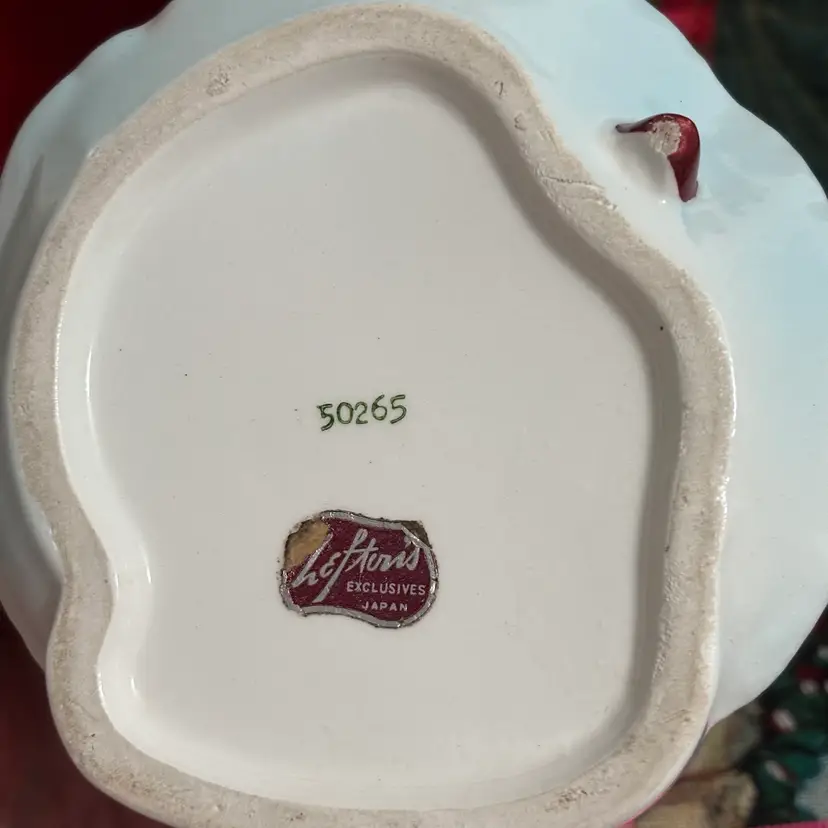 50265
Lefton's
EXCLUSIVES
JAPAN